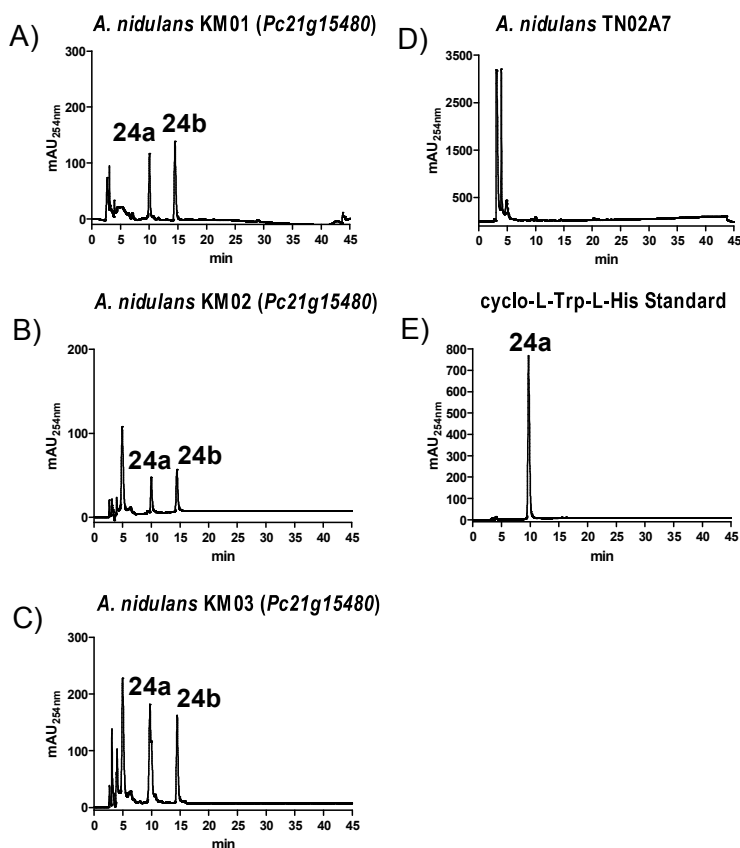 A) A. nidulans KM01 (Pc21g15480)
300
200
100
0
mAU254nm
24a 24b
0 5 10 15 20 25 30 35 40 45
min
B) A. nidulans KM02 (Pc21g15480)
200
100
0
mAU254nm
24a 24b
0 5 10 15 20 25 30 35 40 45
min
C) A. nidulans KM03 (Pc21g15480)
300
200
100
0
mAU254nm
24a 24b
0 5 10 15 20 25 30 35 40 45
min
D) A. nidulans TN02A7
3500
2500
1500
500
mAU254nm
0 5 10 15 20 25 30 35 40 45
min
E) cyclo-L-Trp-L-His Standard
800
700
600
500
400
300
200
100
0
mAU254nm
24a
0 5 10 15 20 25 30 35 40 45
min